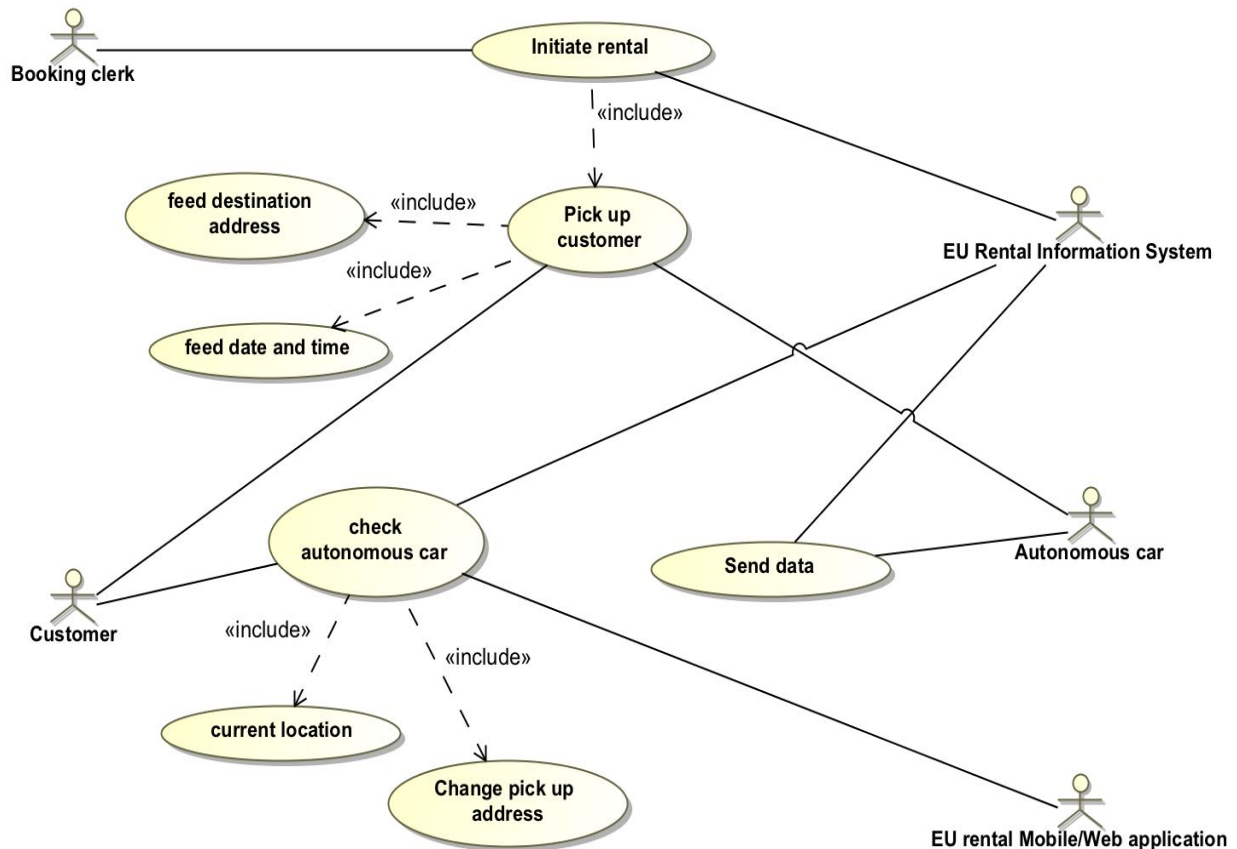 Initiate rental
Booking clerk
«include»
feed destination
address
«include»
Pick up
customer
EU Rental Information System
«include»
feed date and time
check
autonomous car
Send data
Autonomous car
Customer
«include»
«include»
current location
Change pick up
address
EU rental Mobile/Web application